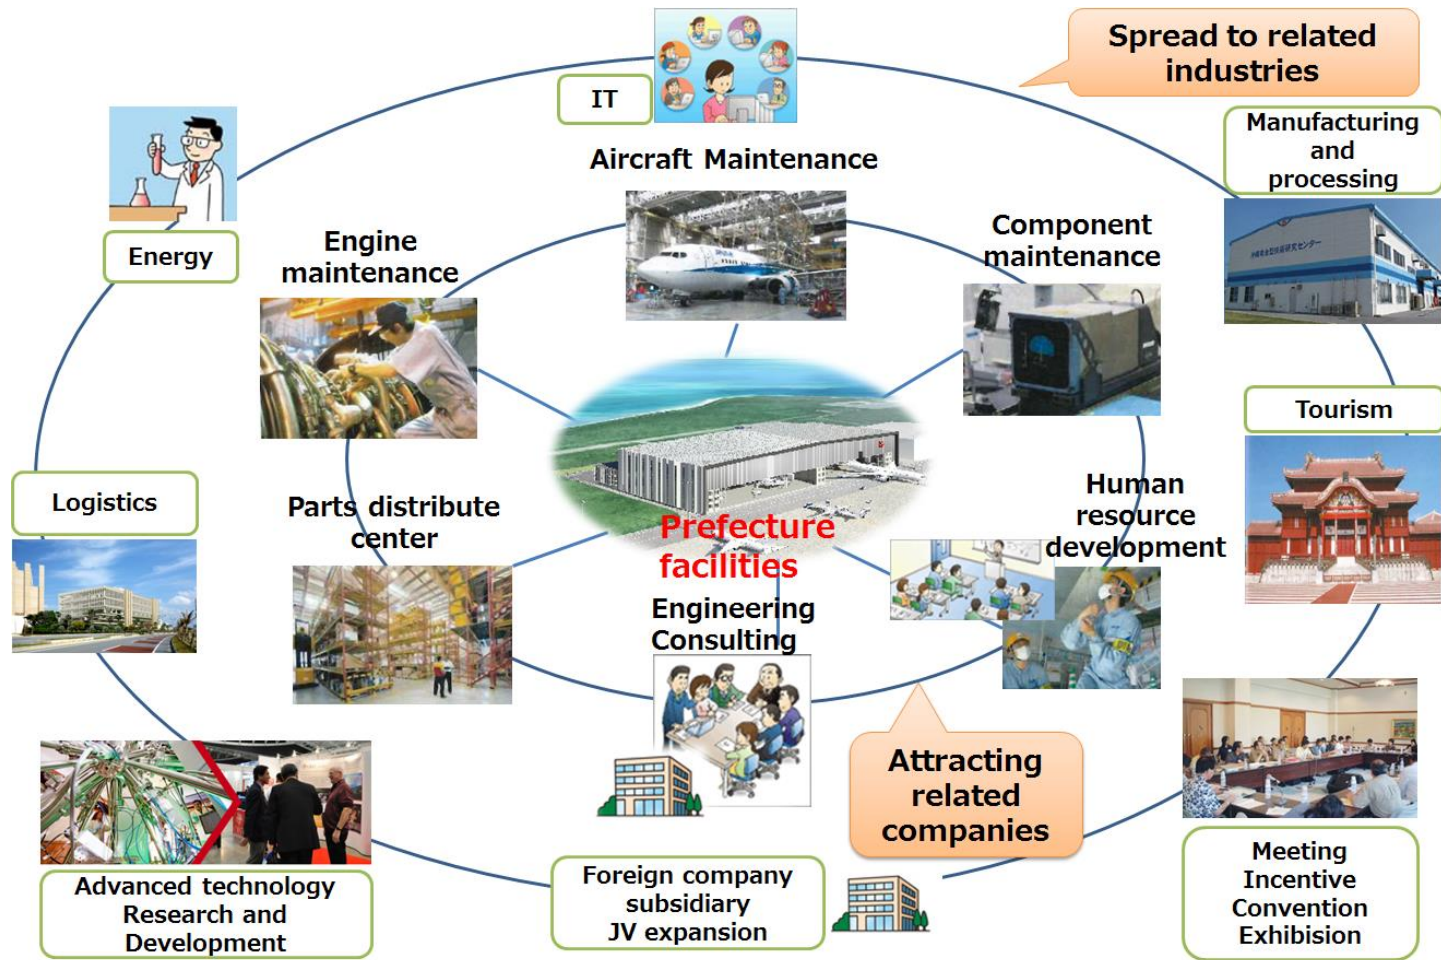 Spread to related
industries
IT
Manufacturing
and
processing
Aircraft Maintenance
Energy
Engine
maintenance
Component
maintenance
Tourism
Logistics
Parts distribute
center
Prefecture
facilities
Human
resource
development
Engineering
Consulting
Attracting
related
companies
Advanced technology
Research and
Development
Foreign company
subsidiary
JV expansion
Meeting
Incentive
Convention
Exhibision